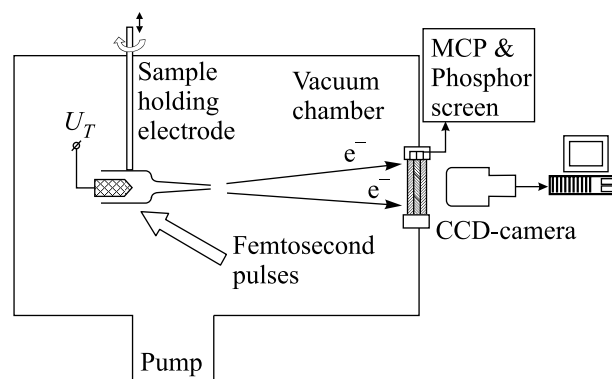 MCP &
Phosphor
screen
Sample
holding
electrode
Vacuum
chamber
U_T
e⁻
e⁻
CCD-camera
Femtosecond
pulses
Pump